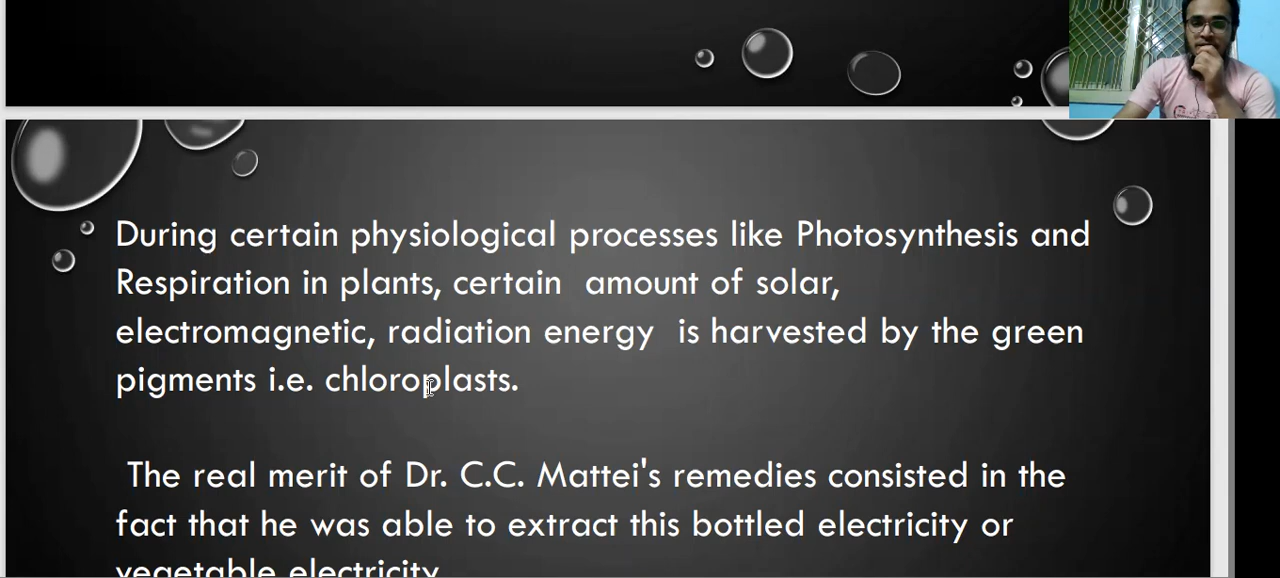 During certain physiological processes like Photosynthesis and
Respiration in plants, certain  amount of solar,
electromagnetic, radiation energy  is harvested by the green
pigments i.e. chloroplasts.
The real merit of Dr. C.C. Mattei's remedies consisted in the
fact that he was able to extract this bottled electricity or
vegetable electricity